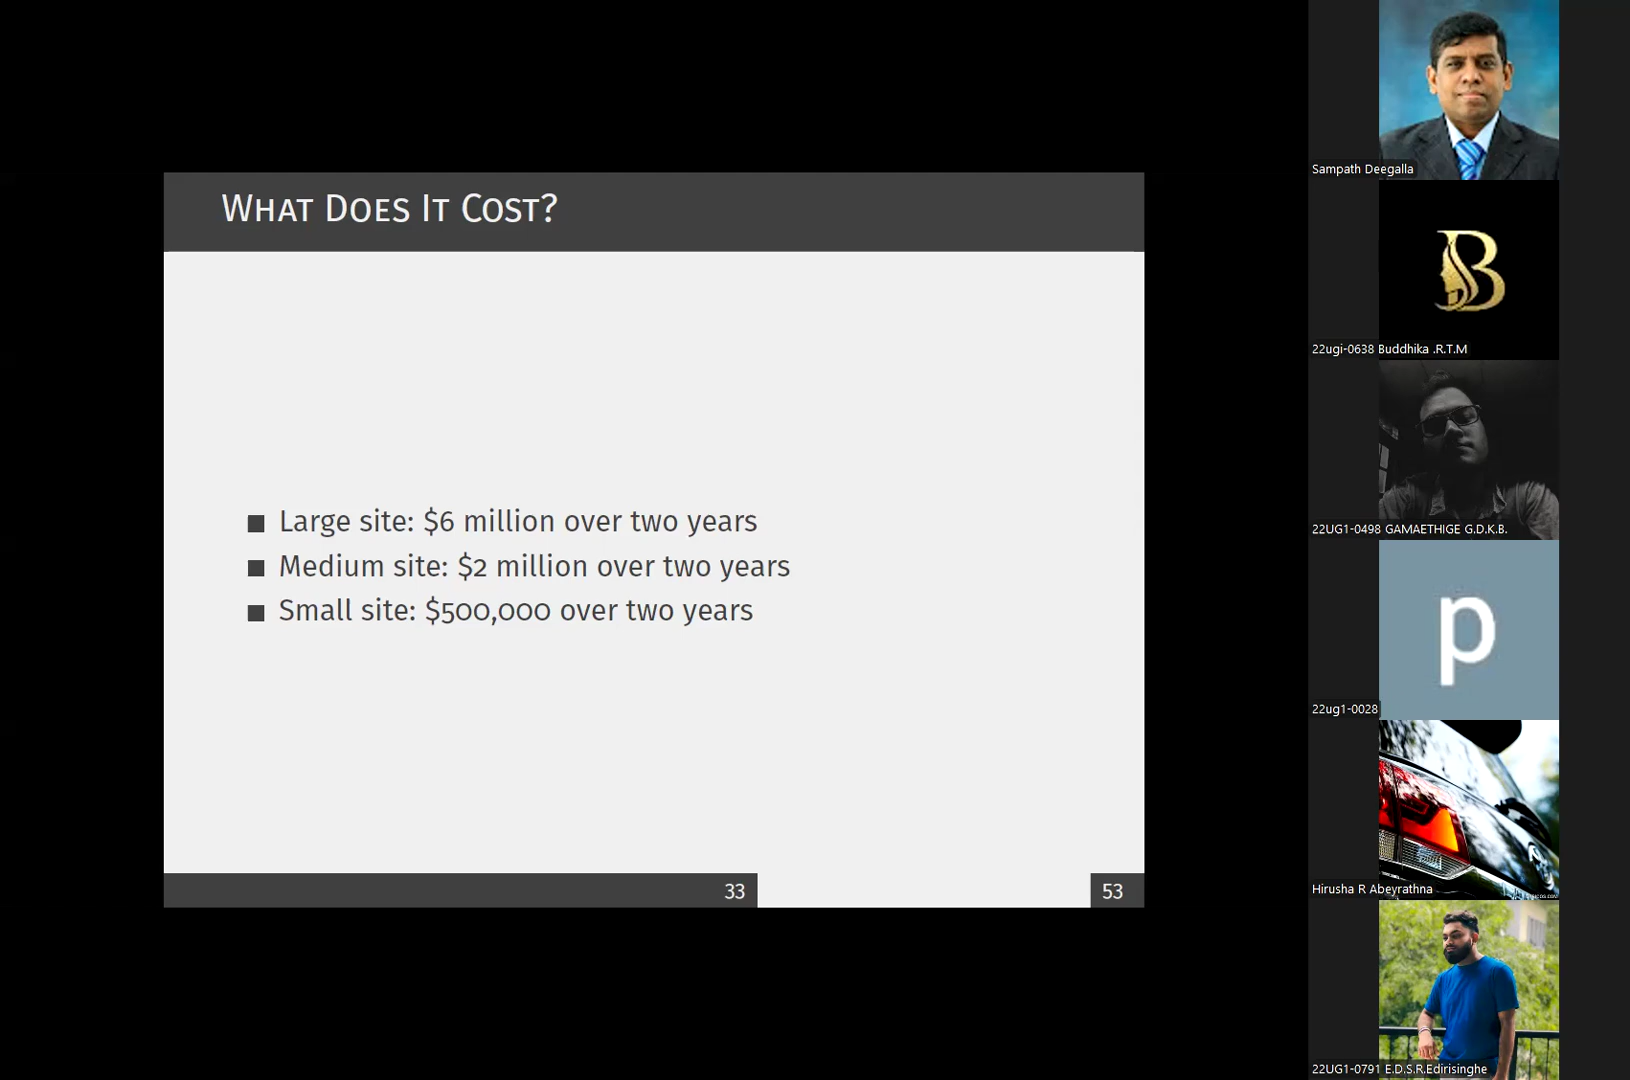 WHAT DOES IT COST?
Large site: $6 million over two years
Medium site: $2 million over two years
Small site: $500,000 over two years
33
53
Sampath Deegalla
B
22ugi-0638 Buddhika .R.T.M
22UG1-0498 GAMAETHIGE G.D.K.B.
p
22ug1-0028
Hirusha R Abeyrathna
22UG1-0791 E.D.S.R.Edirisinghe